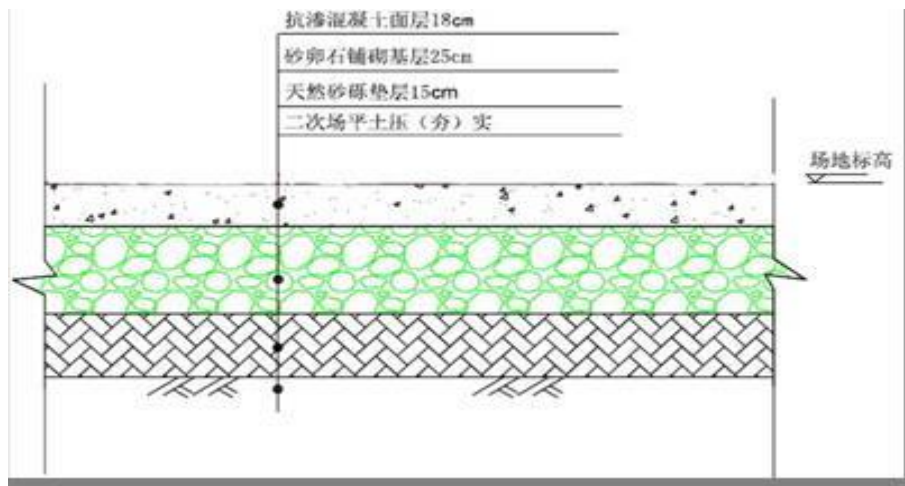 抗渗混凝土面层18cm
砂卵石铺砌基层25cm
天然砂砾垫层15cm
二次场平土压（夯）实
场地标高